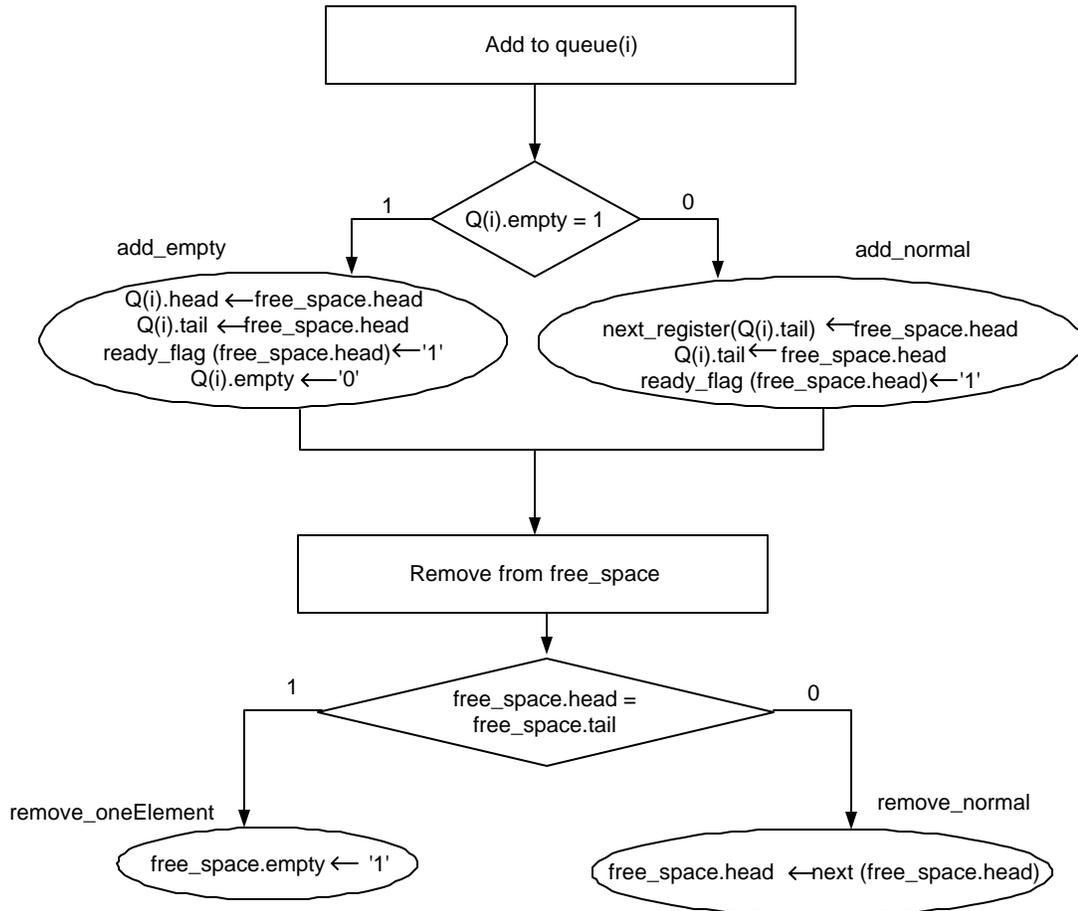 Add to queue(i)
Q(i).empty = 1
1
0
add_empty
add_normal
Q(i).head ←free_space.head
Q(i).tail ←free_space.head
ready_flag (free_space.head)←'1'
Q(i).empty ←'0'
next_register(Q(i).tail) ←free_space.head
Q(i).tail← free_space.head
ready_flag (free_space.head)←'1'
Remove from free_space
free_space.head =
free_space.tail
1
0
remove_oneElement
remove_normal
free_space.empty ← '1'
free_space.head ←next (free_space.head)